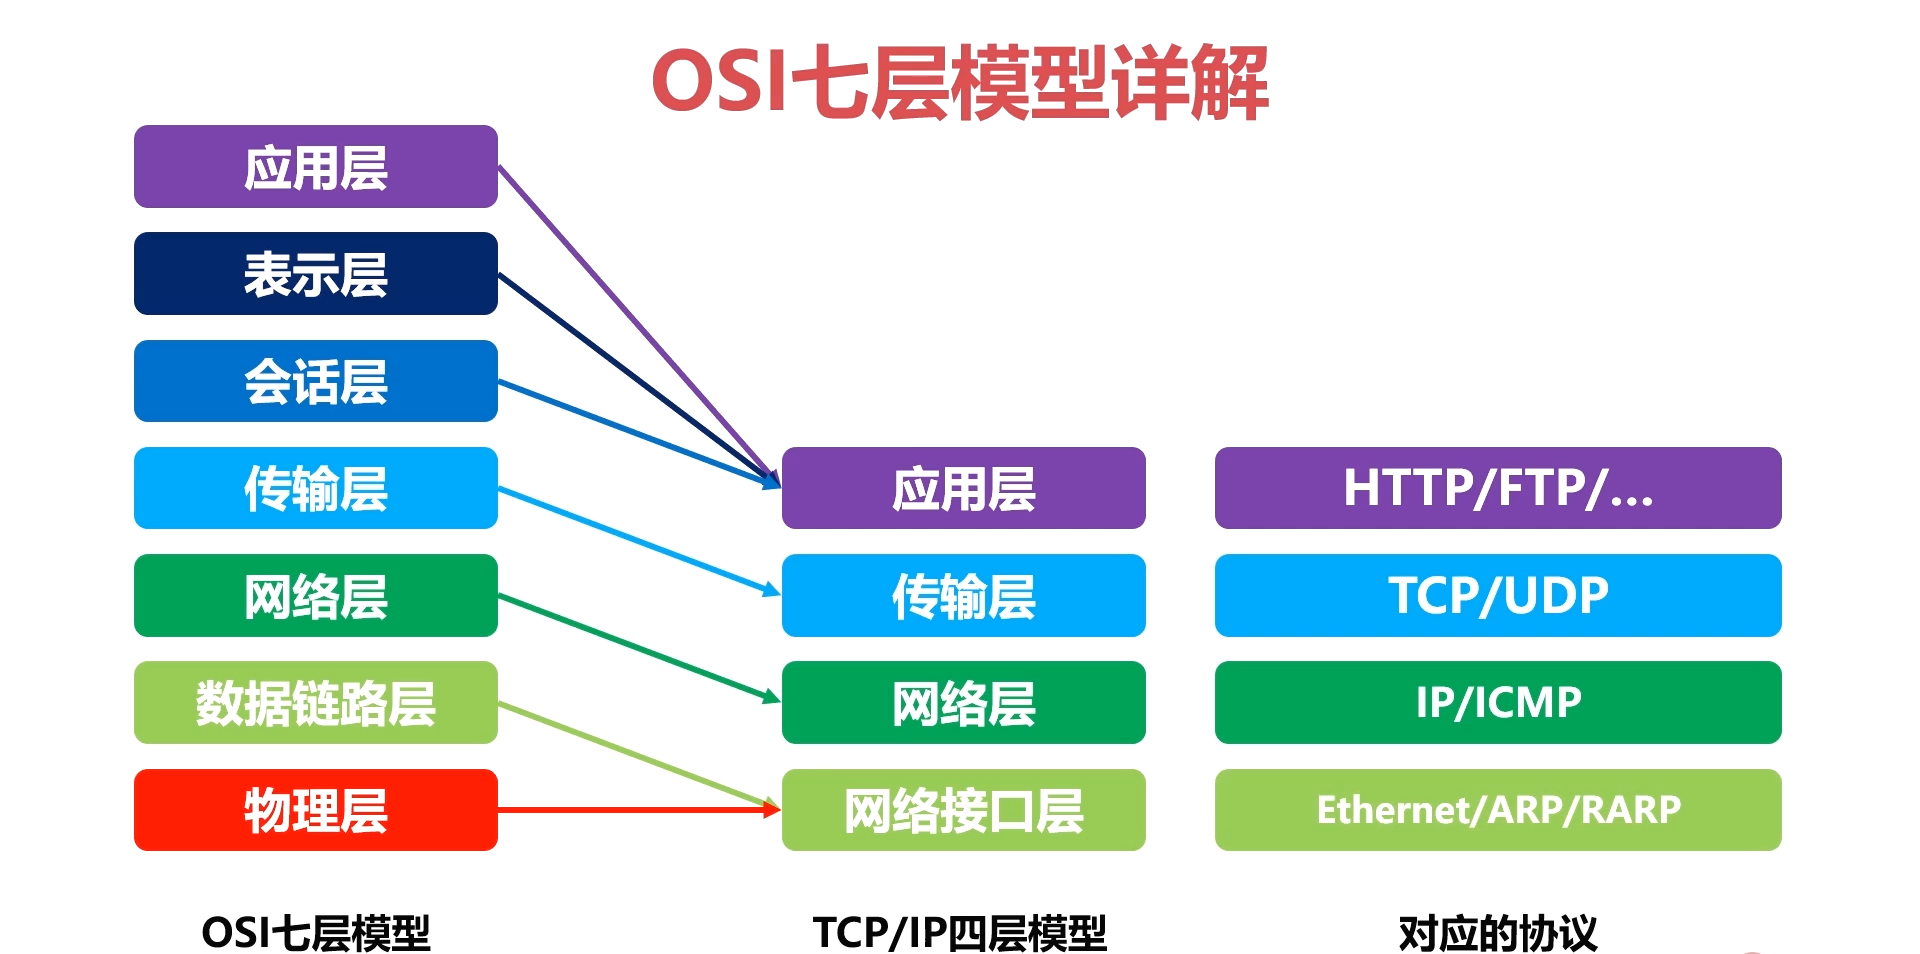 OSI七层模型详解
应用层
表示层
会话层
传输层
网络层
数据链路层
物理层
OSI七层模型
应用层
传输层
网络层
网络接口层
TCP/IP四层模型
HTTP/FTP/...
TCP/UDP
IP/ICMP
Ethernet/ARP/RARP
对应的协议